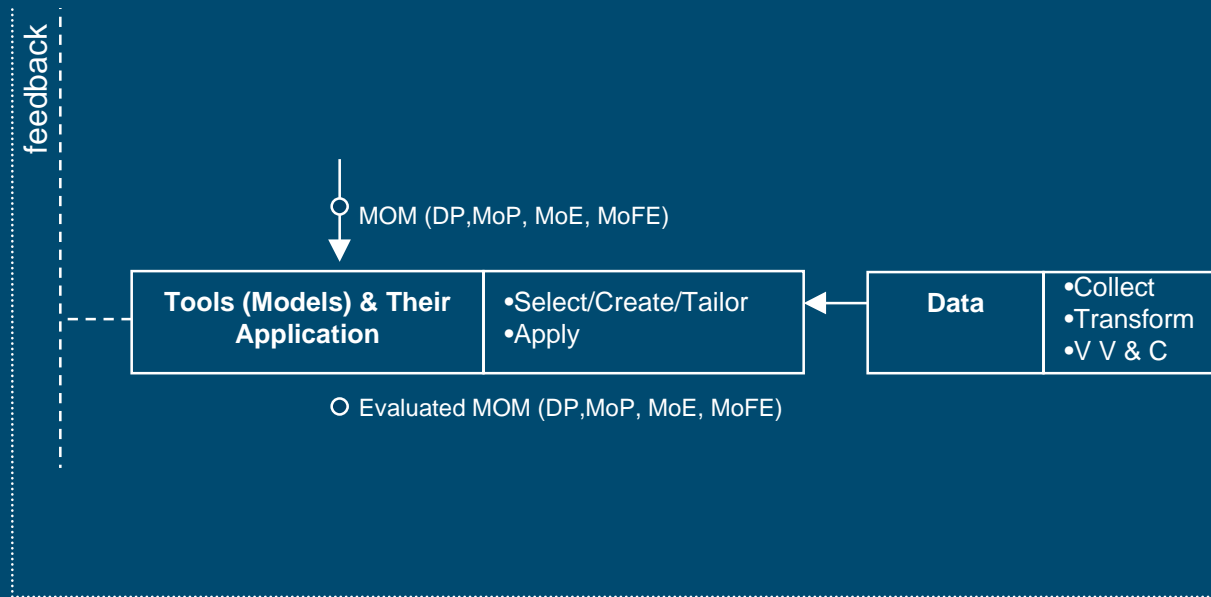 feedback
MOM (DP,MoP, MoE, MoFE)
Tools (Models) & Their
Application
•Select/Create/Tailor
•Apply
Data
•Collect
•Transform
•V V & C
Evaluated MOM (DP,MoP, MoE, MoFE)